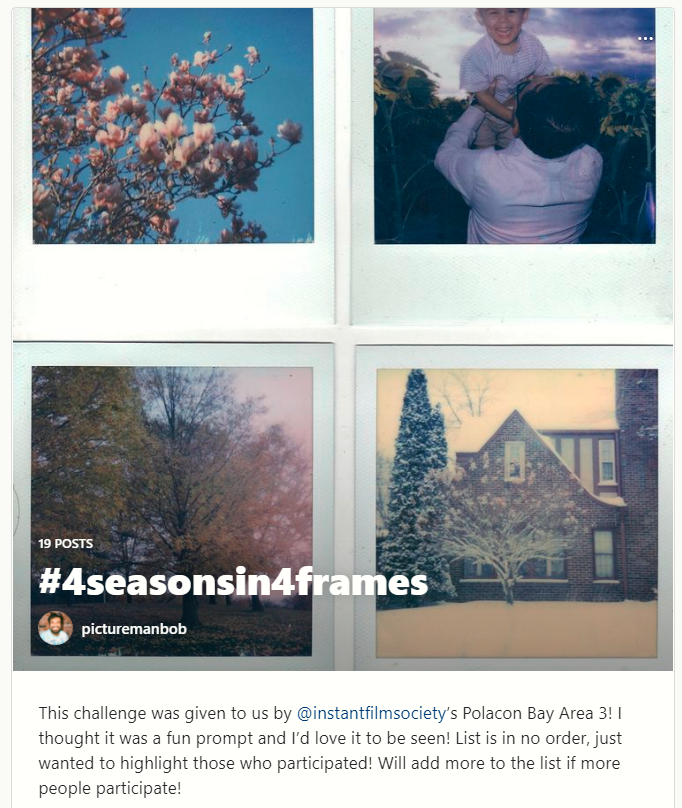 19 POSTS
#4seasonsin4frames
picturemanbob
This challenge was given to us by @instantfilmsociety's Polacon Bay Area 3! I
thought it was a fun prompt and I'd love it to be seen! List is in no order, just
wanted to highlight those who participated! Will add more to the list if more
people participate!